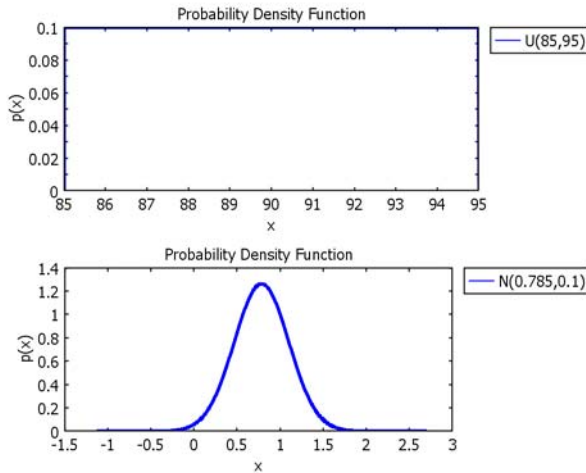 Probability Density Function
0.1
0.08
0.06
0.04
0.02
0
p(x)
85 86 87 88 89 90 91 92 93 94 95
x
U(85,95)
Probability Density Function
1.4
1.2
1
0.8
0.6
0.4
0.2
0
p(x)
-1.5 -1 -0.5 0 0.5 1 1.5 2 2.5 3
x
N(0.785,0.1)